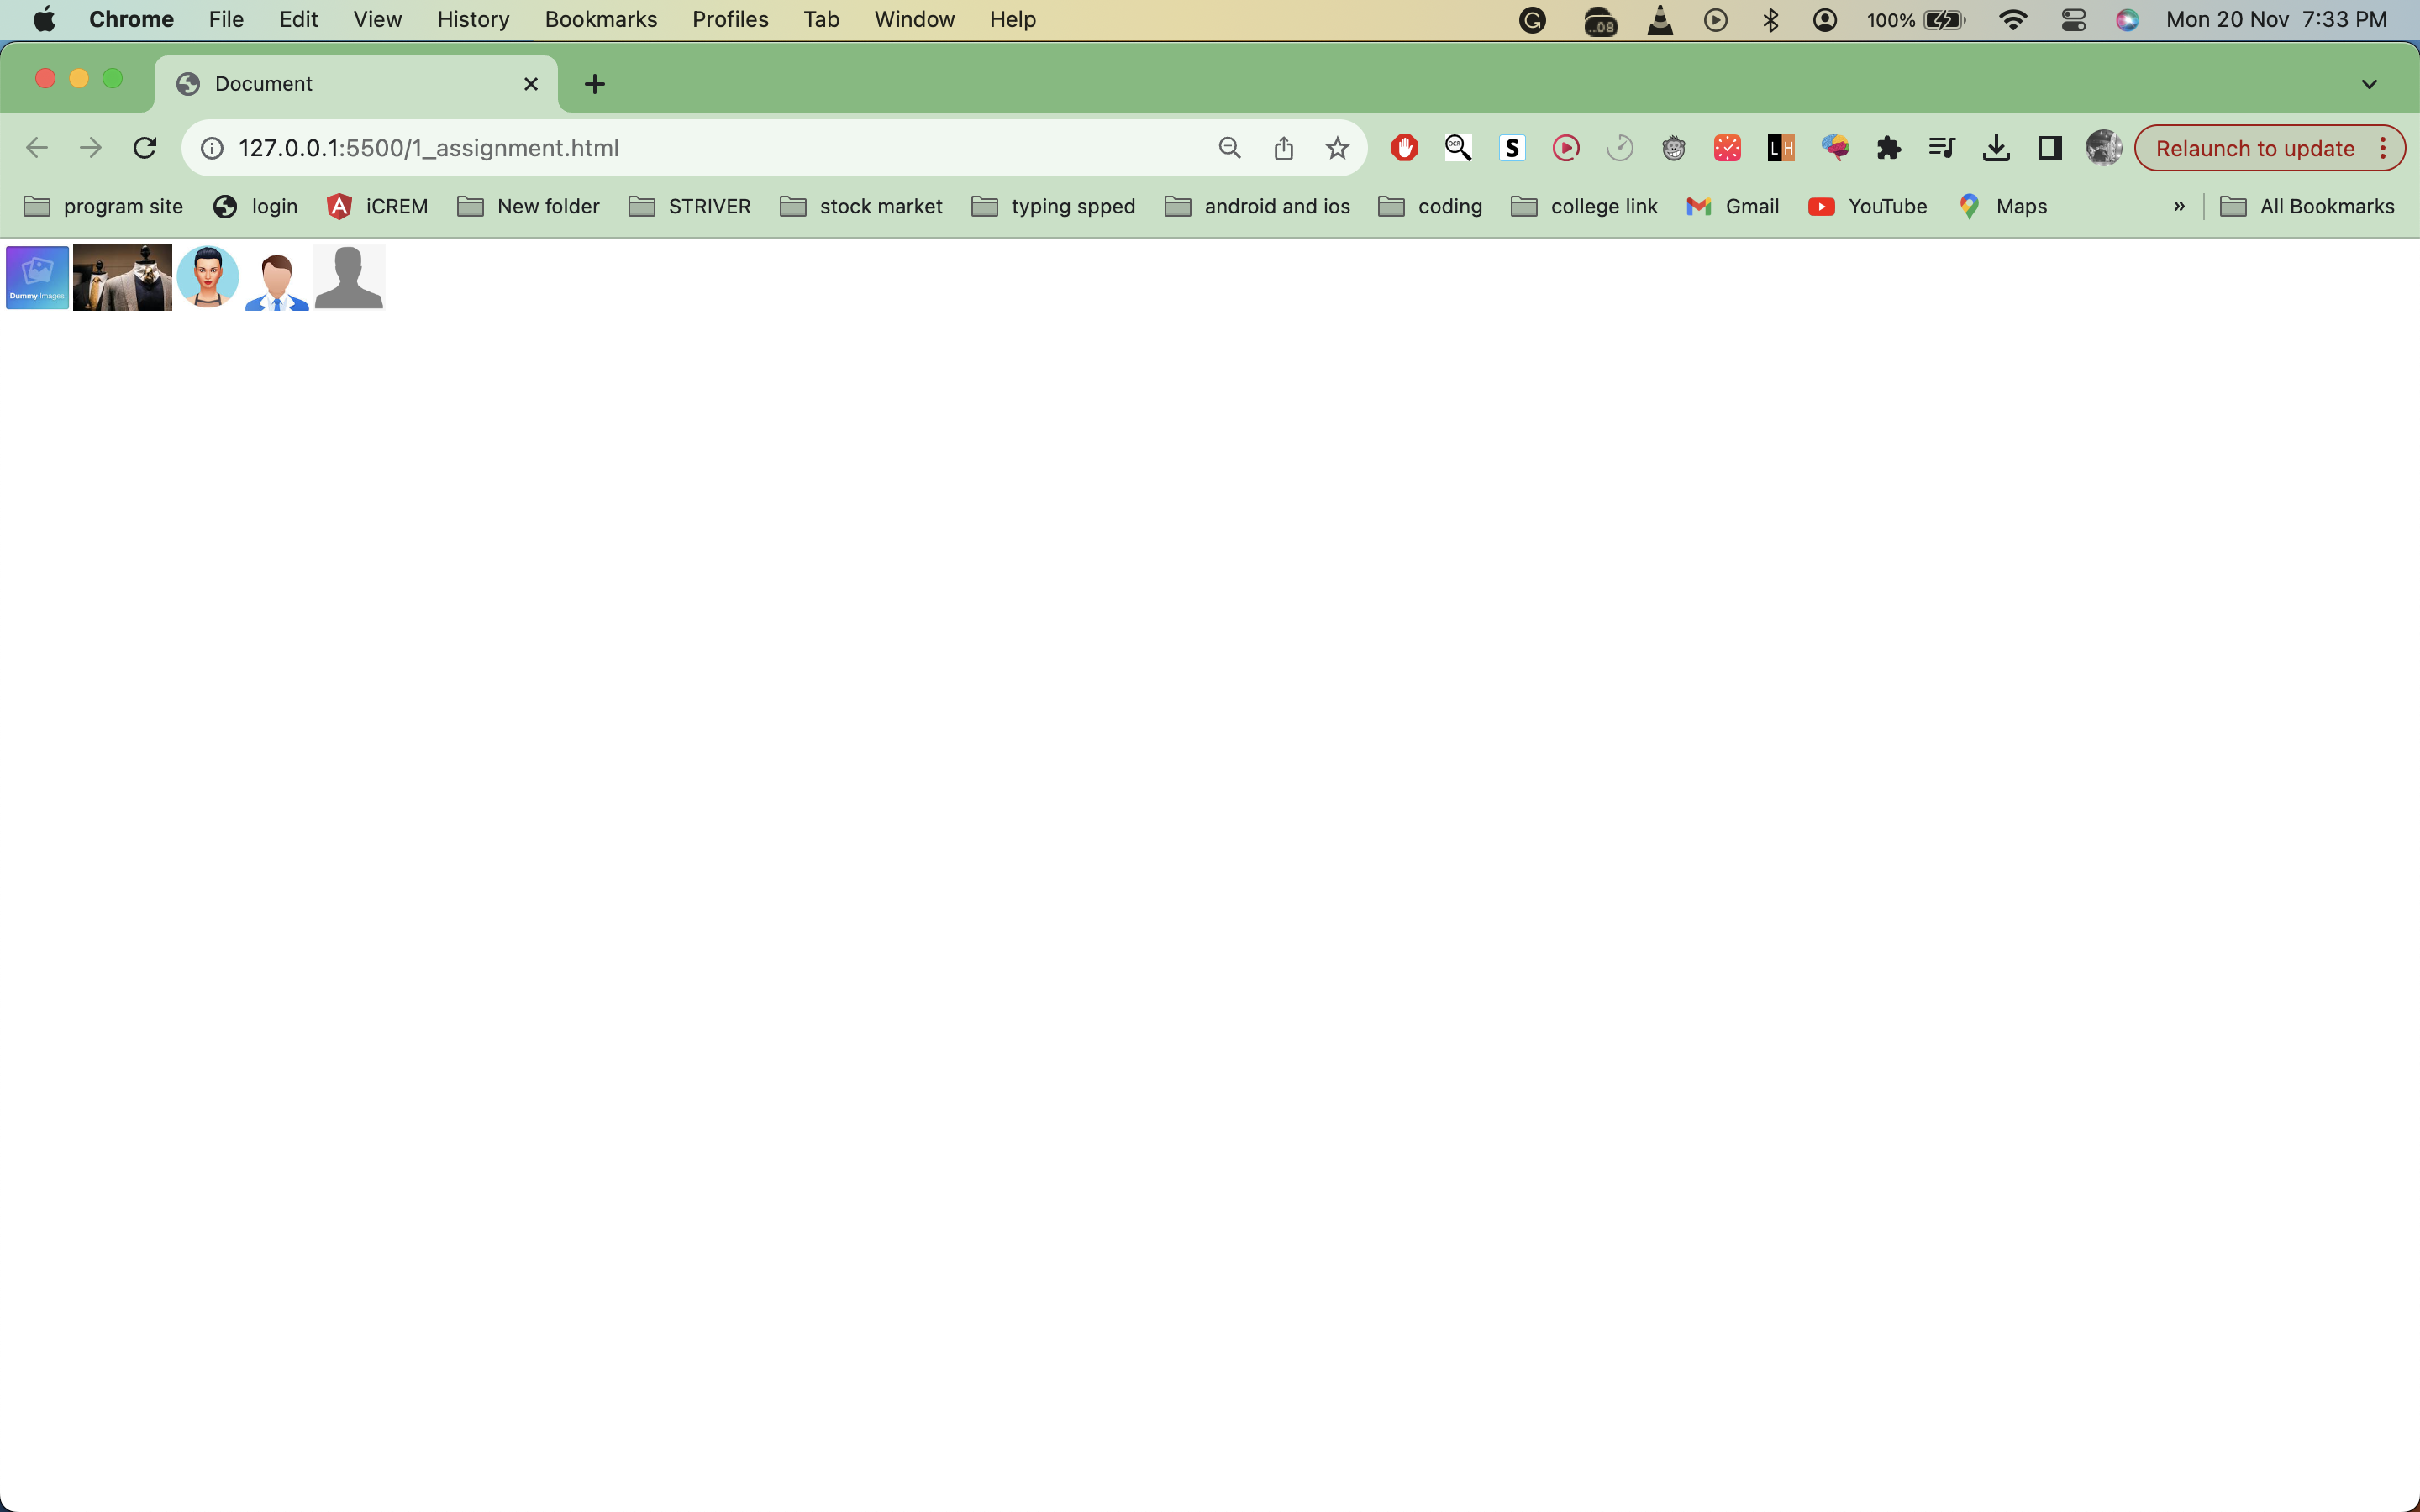 Chrome File Edit View History Bookmarks Profiles Tab Window Help .08 100% Mon 20 Nov 7:33 PM
Document
127.0.0.1:5500/1_assignment.html OCR S L H Relaunch to update
program site login iCREM New folder STRIVER stock market typing spped android and ios coding college link Gmail YouTube Maps » All Bookmarks
Dummy Images